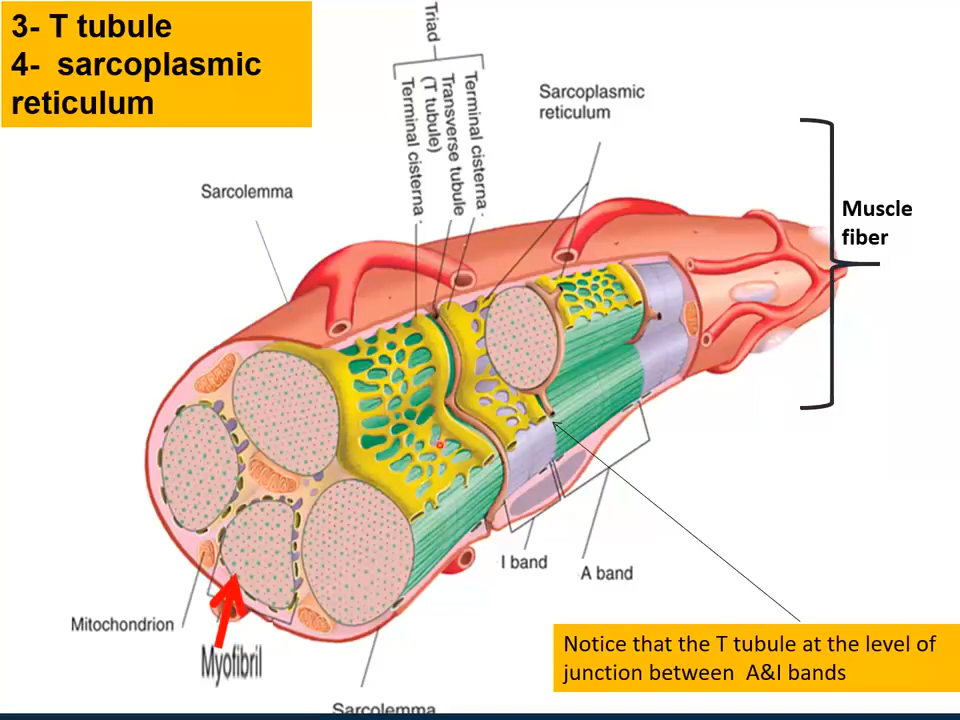 3- T tubule
4- sarcoplasmic
reticulum
Triad
Terminal cisterna
Transverse tubule
(T tubule)
Terminal cisterna
Sarcoplasmic
reticulum
Sarcolemma
Muscle
fiber
I band
A band
Mitochondrion
Myofibril
Notice that the T tubule at the level of
junction between A&I bands
Sarcolemma